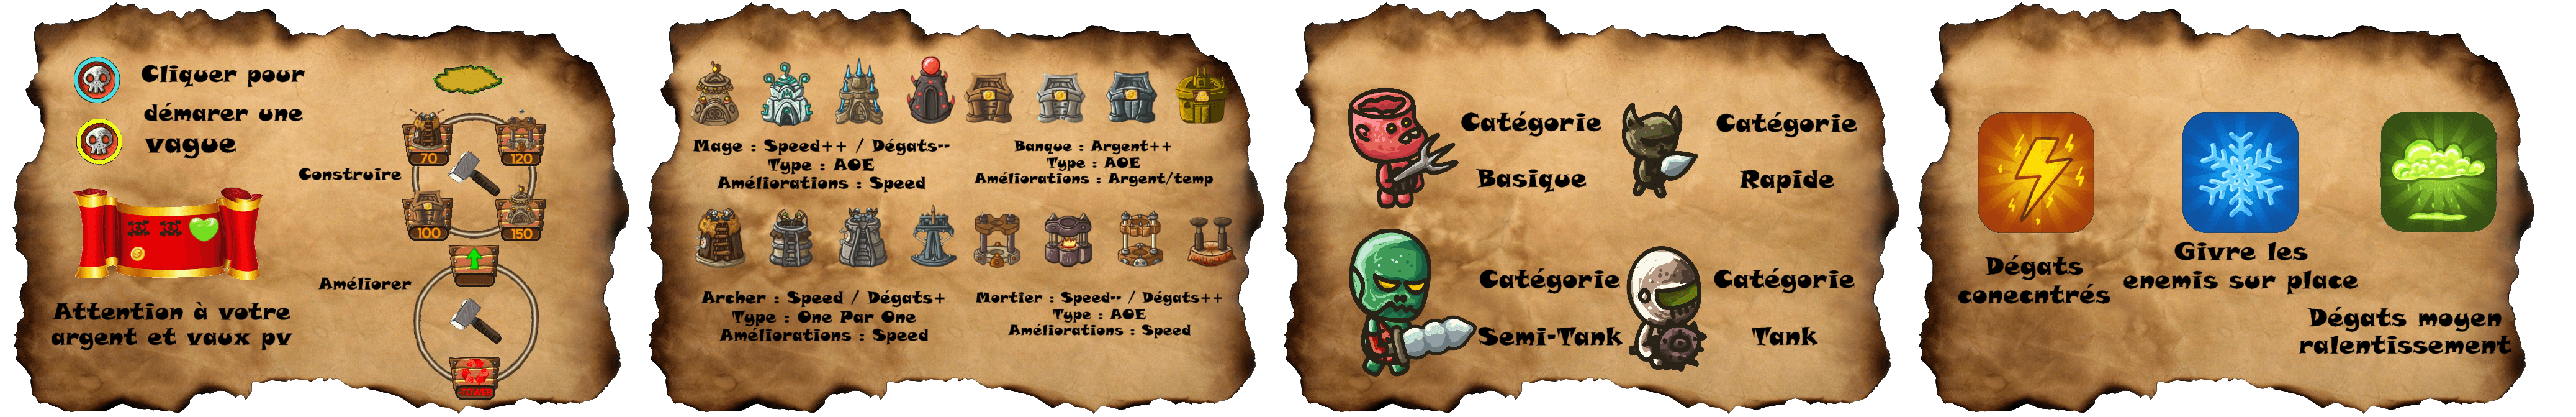 Cliquer pour
démarer une
vague
Attention à votre
argent et vaux pv
70
120
Construire
100
150
Améliorer
Mage : Speed++ / Dégats--
Type : AOE
Améliorations : Speed
Banque : Argent++
Type : AOE
Améliorations : Argent/temp
Archer : Speed / Dégats+
Type : One Par One
Améliorations : Speed
Mortier : Speed-- / Dégats++
Type : AOE
Améliorations : Speed
Catégorie
Basique
Catégorie
Rapide
Catégorie
Semi-Tank
Catégorie
Tank
Dégats
conecntrés
Givre les
enemis sur place
Dégats moyen
ralentissement